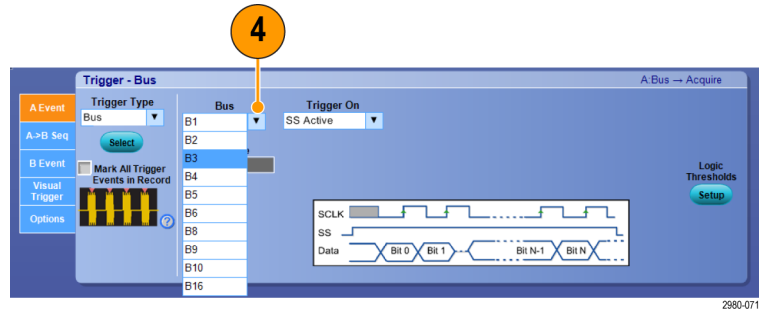 4
Trigger - Bus
A:Bus → Acquire
A Event
A->B Seq
B Event
Visual
Trigger
Options
Trigger Type
Bus
Select
Mark All Trigger
Events in Record
?
Bus
B1
B2
B3
B4
B5
B6
B8
B9
B10
B16
Trigger On
SS Active
SCLK
SS
Data
Bit 0
Bit 1
Bit N-1
Bit N
Logic
Thresholds
Setup
2980-071